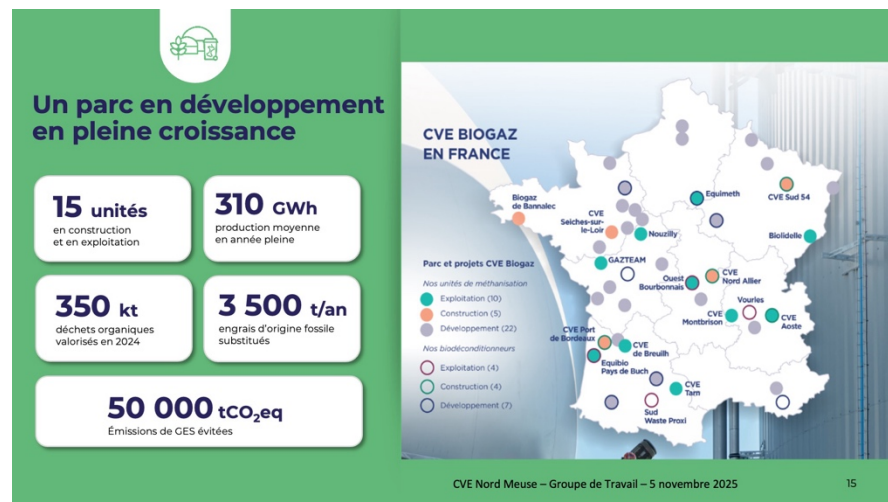 Un parc en développement
en pleine croissance
15 unités
en construction
et en exploitation
310 GWh
production moyenne
en année pleine
350 kt
déchets organiques
valorisés en 2024
3 500 t/an
engrais d'origine fossile
substitués
50 000 tCO₂eq
Émissions de GES évitées
CVE BIOGAZ
EN FRANCE
Biogaz
de Bannalec
CVE
Seiches-sur-
le-Loir
Nouzilly
Equimeth
CVE Sud 54
Biolidelle
GAZTEAM
Ouest
Bourbonnais
CVE
Nord Allier
Vourles
CVE
Montbrison
CVE
Aoste
CVE Port
de Bordeaux
CVE
de Breuilh
Equibio
Pays de Buch
CVE
Tarn
Sud
Waste Proxi
Parc et projets CVE Biogaz
Nos unités de méthanisation
Exploitation (10)
Construction (5)
Développement (22)
Nos biodéconditionneurs
Exploitation (4)
Construction (4)
Développement (7)
CVE Nord Meuse – Groupe de Travail – 5 novembre 2025
15